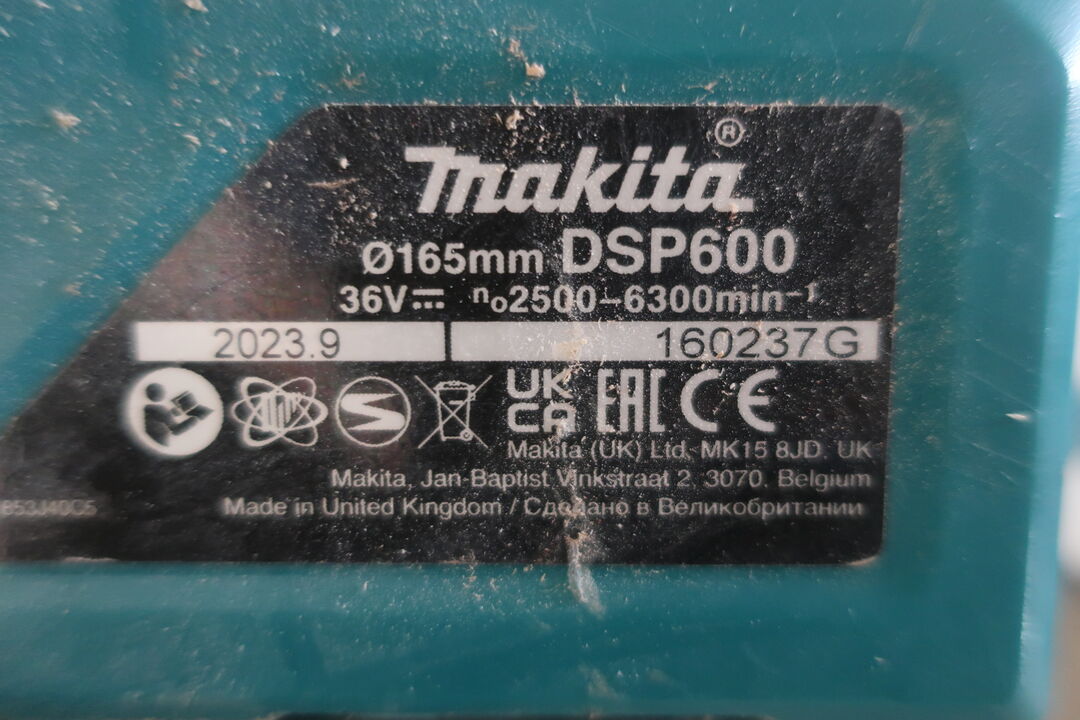 Makita®
Ø165mm DSP600
36V⎓ n₀2500–6300min⁻¹
2023.9 160237G
UK
CA EAC CE
Makita (UK) Ltd, MK15 8JD. UK
Makita, Jan-Baptist Vinkstraat 2, 3070, Belgium
853J40C5
Made in United Kingdom / Сделано в Великобритании